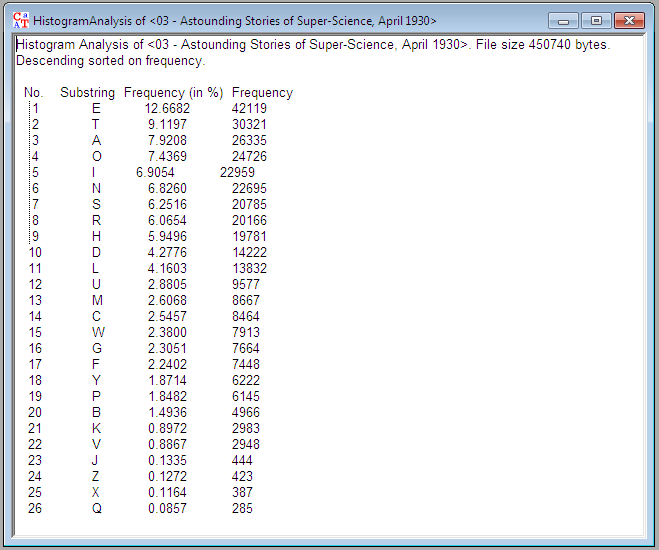 HistogramAnalysis of <03 - Astounding Stories of Super-Science, April 1930>
Histogram Analysis of <03 - Astounding Stories of Super-Science, April 1930>. File size 450740 bytes.
Descending sorted on frequency.
No. Substring Frequency (in %) Frequency
1 E 12.6682 42119
2 T 9.1197 30321
3 A 7.9208 26335
4 O 7.4369 24726
5 I 6.9054 22959
6 N 6.8260 22695
7 S 6.2516 20785
8 R 6.0654 20166
9 H 5.9496 19781
10 D 4.2776 14222
11 L 4.1603 13832
12 U 2.8805 9577
13 M 2.6068 8667
14 C 2.5457 8464
15 W 2.3800 7913
16 G 2.3051 7664
17 F 2.2402 7448
18 Y 1.8714 6222
19 P 1.8482 6145
20 B 1.4936 4966
21 K 0.8972 2983
22 V 0.8867 2948
23 J 0.1335 444
24 Z 0.1272 423
25 X 0.1164 387
26 Q 0.0857 285